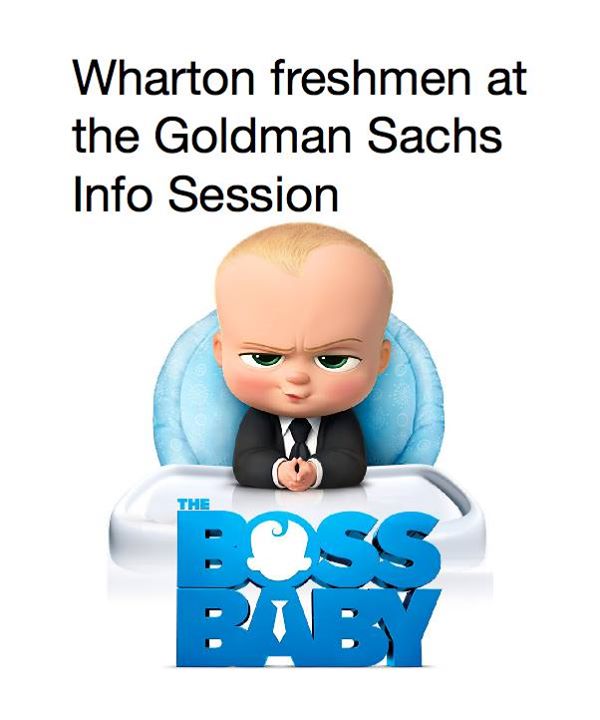 Wharton freshmen at
the Goldman Sachs
Info Session
THE
BOSS
BABY